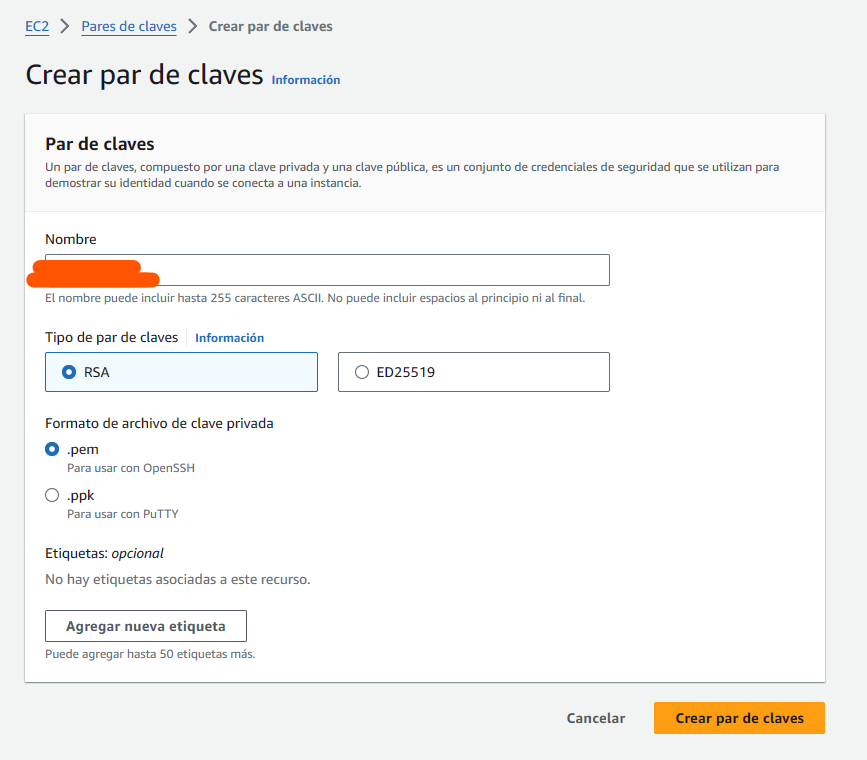 EC2 > Pares de claves > Crear par de claves
Crear par de claves Información
Par de claves
Un par de claves, compuesto por una clave privada y una clave pública, es un conjunto de credenciales de seguridad que se utilizan para
demostrar su identidad cuando se conecta a una instancia.
Nombre
El nombre puede incluir hasta 255 caracteres ASCII. No puede incluir espacios al principio ni al final.
Tipo de par de claves Información
RSA ED25519
Formato de archivo de clave privada
.pem
Para usar con OpenSSH
.ppk
Para usar con PuTTY
Etiquetas: opcional
No hay etiquetas asociadas a este recurso.
Agregar nueva etiqueta
Puede agregar hasta 50 etiquetas más.
Cancelar Crear par de claves